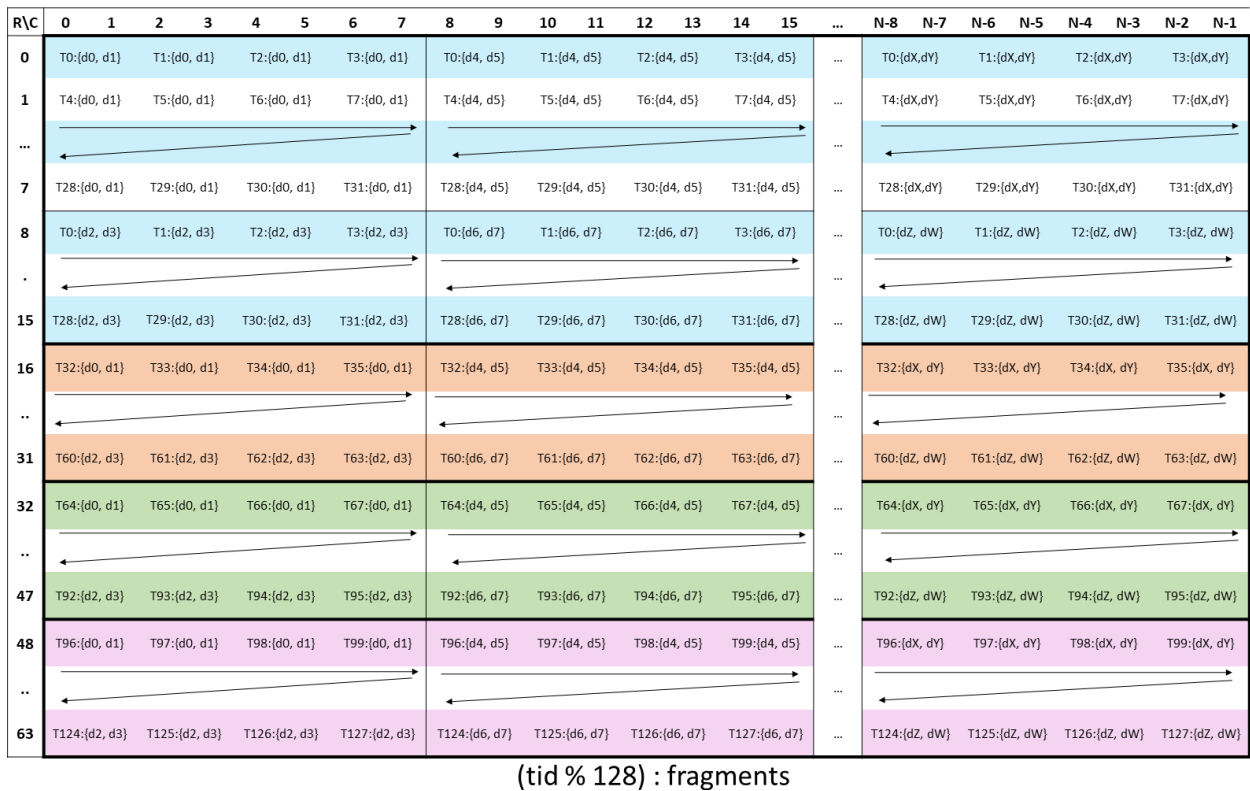 R\C 0 1 2 3 4 5 6 7 8 9 10 11 12 13 14 15 ... N-8 N-7 N-6 N-5 N-4 N-3 N-2 N-1
0 T0:{d0, d1} T1:{d0, d1} T2:{d0, d1} T3:{d0, d1} T0:{d4, d5} T1:{d4, d5} T2:{d4, d5} T3:{d4, d5} ... T0:{dX,dY} T1:{dX,dY} T2:{dX,dY} T3:{dX,dY}
1 T4:{d0, d1} T5:{d0, d1} T6:{d0, d1} T7:{d0, d1} T4:{d4, d5} T5:{d4, d5} T6:{d4, d5} T7:{d4, d5} ... T4:{dX,dY} T5:{dX,dY} T6:{dX,dY} T7:{dX,dY}
... ...
7 T28:{d0, d1} T29:{d0, d1} T30:{d0, d1} T31:{d0, d1} T28:{d4, d5} T29:{d4, d5} T30:{d4, d5} T31:{d4, d5} ... T28:{dX,dY} T29:{dX,dY} T30:{dX,dY} T31:{dX,dY}
8 T0:{d2, d3} T1:{d2, d3} T2:{d2, d3} T3:{d2, d3} T0:{d6, d7} T1:{d6, d7} T2:{d6, d7} T3:{d6, d7} ... T0:{dZ, dW} T1:{dZ, dW} T2:{dZ, dW} T3:{dZ, dW}
. ...
15 T28:{d2, d3} T29:{d2, d3} T30:{d2, d3} T31:{d2, d3} T28:{d6, d7} T29:{d6, d7} T30:{d6, d7} T31:{d6, d7} ... T28:{dZ, dW} T29:{dZ, dW} T30:{dZ, dW} T31:{dZ, dW}
16 T32:{d0, d1} T33:{d0, d1} T34:{d0, d1} T35:{d0, d1} T32:{d4, d5} T33:{d4, d5} T34:{d4, d5} T35:{d4, d5} ... T32:{dX, dY} T33:{dX, dY} T34:{dX, dY} T35:{dX, dY}
.. ...
31 T60:{d2, d3} T61:{d2, d3} T62:{d2, d3} T63:{d2, d3} T60:{d6, d7} T61:{d6, d7} T62:{d6, d7} T63:{d6, d7} ... T60:{dZ, dW} T61:{dZ, dW} T62:{dZ, dW} T63:{dZ, dW}
32 T64:{d0, d1} T65:{d0, d1} T66:{d0, d1} T67:{d0, d1} T64:{d4, d5} T65:{d4, d5} T66:{d4, d5} T67:{d4, d5} ... T64:{dX, dY} T65:{dX, dY} T66:{dX, dY} T67:{dX, dY}
.. ...
47 T92:{d2, d3} T93:{d2, d3} T94:{d2, d3} T95:{d2, d3} T92:{d6, d7} T93:{d6, d7} T94:{d6, d7} T95:{d6, d7} ... T92:{dZ, dW} T93:{dZ, dW} T94:{dZ, dW} T95:{dZ, dW}
48 T96:{d0, d1} T97:{d0, d1} T98:{d0, d1} T99:{d0, d1} T96:{d4, d5} T97:{d4, d5} T98:{d4, d5} T99:{d4, d5} ... T96:{dX, dY} T97:{dX, dY} T98:{dX, dY} T99:{dX, dY}
.. ...
63 T124:{d2, d3} T125:{d2, d3} T126:{d2, d3} T127:{d2, d3} T124:{d6, d7} T125:{d6, d7} T126:{d6, d7} T127:{d6, d7} ... T124:{dZ, dW} T125:{dZ, dW} T126:{dZ, dW} T127:{dZ, dW}
(tid % 128) : fragments